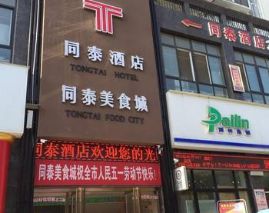 同泰酒店
TONGTAI HOTEL
同泰美食城
TONGTAI FOOD CITY
同泰酒店欢迎您的光
同泰美食城祝全市人民五一劳动节快乐!
同泰酒店
Peilin